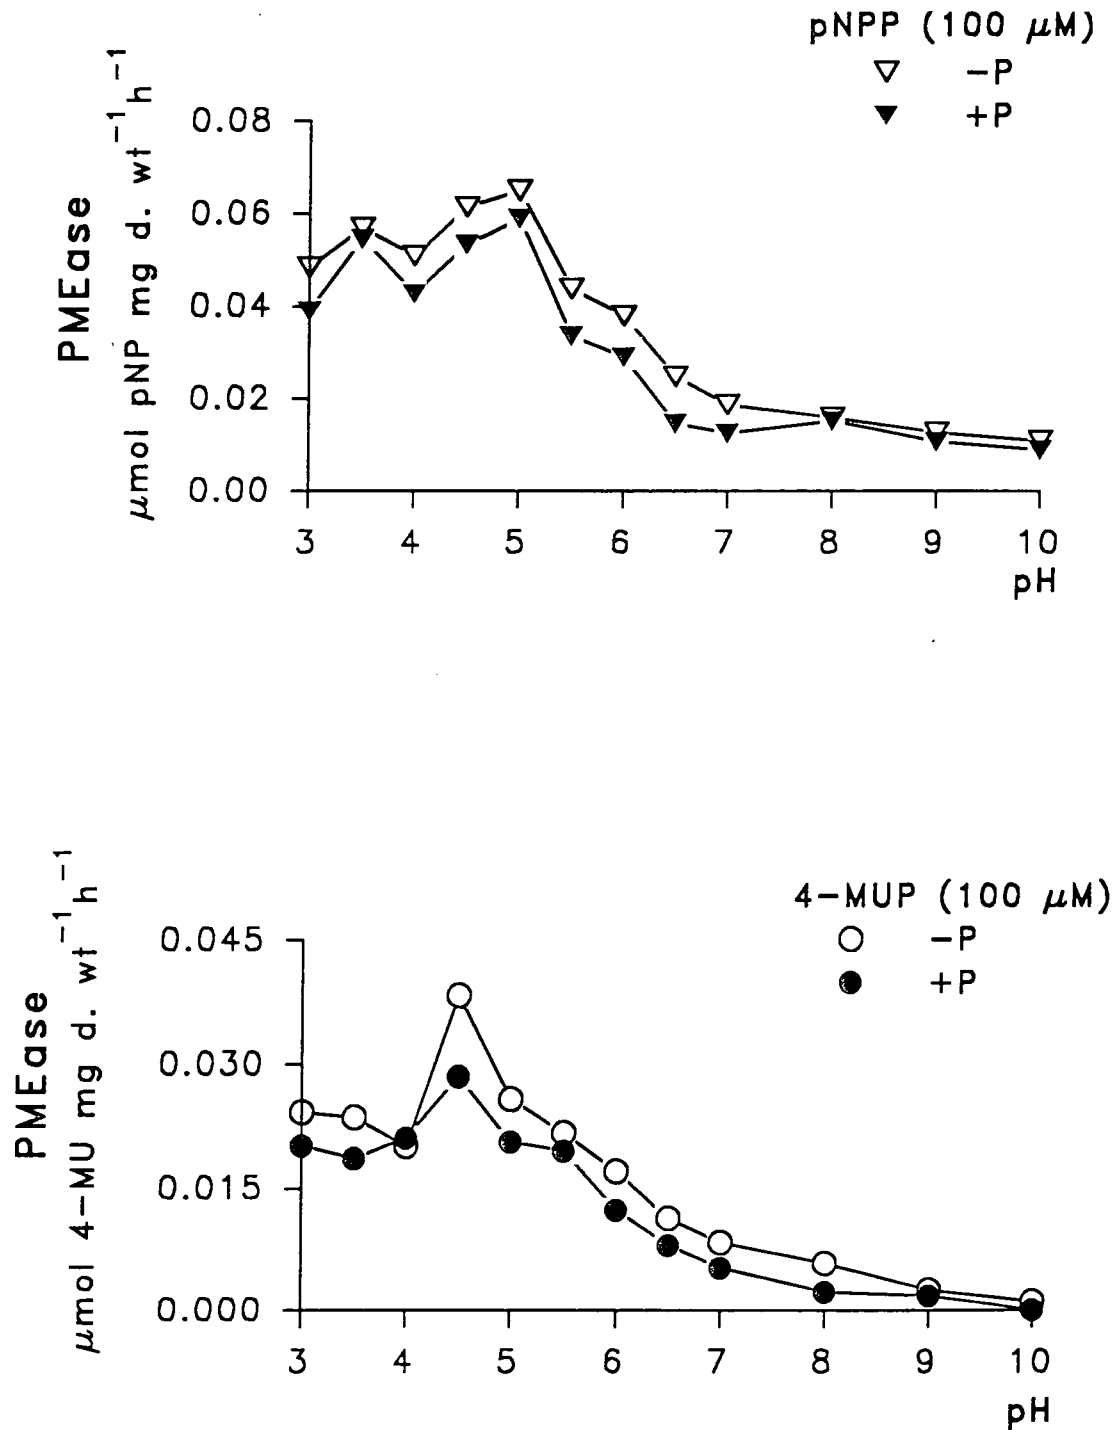 pNPP (100 μM)
−P
+P
PMEase
μmol pNP mg d. wt⁻¹h⁻¹
0.08
0.06
0.04
0.02
0.00
3 4 5 6 7 8 9 10
pH
4−MUP (100 μM)
−P
+P
PMEase
μmol 4−MU mg d. wt⁻¹h⁻¹
0.045
0.030
0.015
0.000
3 4 5 6 7 8 9 10
pH